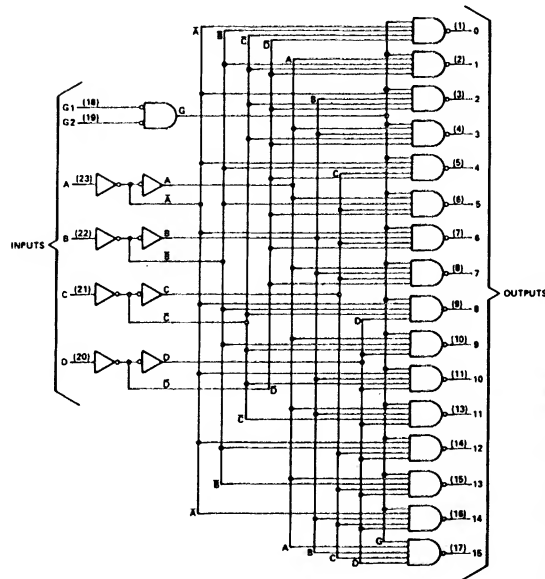 A̅
B̅
C̅
D̅
(1) 0
A (2) 1
G1 (18)
G2 (19)
G
B (3) 2
(4) 3
C (5) 4
A (23) A
A̅
(6) 5
B (22) B
B̅
(7) 6
INPUTS
OUTPUTS
(8) 7
C (21) C
C̅
D (9) 8
(10) 9
D (20) D
D̅
D̅
(11) 10
C̅
(13) 11
(14) 12
B̅
(15) 13
A̅
(16) 14
G
A
B
C
D
(17) 15